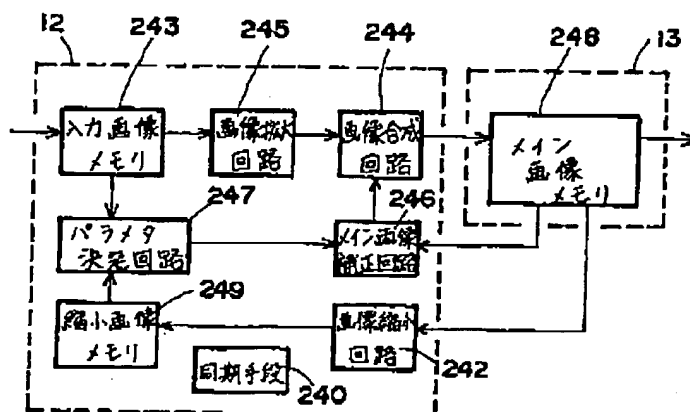 12
243
245
244
248
13
入力画像
メモリ
画像拡大
回路
画像合成
回路
メイン
画像
メモリ
247
246
パラメタ
決定回路
メイン画像
補正回路
249
縮小画像
メモリ
画像縮小
回路
同期手段
240
242